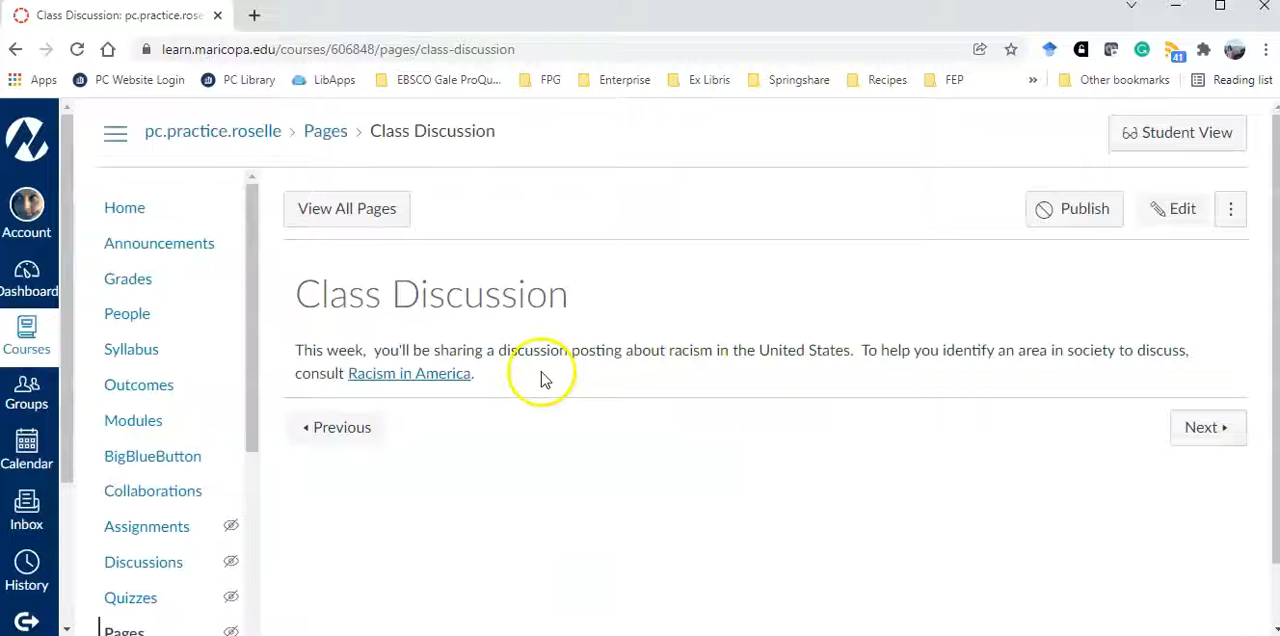 Class Discussion: pc.practice.rose
learn.maricopa.edu/courses/606848/pages/class-discussion
41
Apps PC Website Login PC Library LibApps EBSCO Gate ProQu... FPG Enterprise Ex Libris Springshare Recipes FEP » Other bookmarks Reading list
pc.practice.roselle › Pages › Class Discussion
Student View
Account
Dashboard
Courses
Groups
Calendar
Inbox
History
Home
Announcements
Grades
People
Syllabus
Outcomes
Modules
BigBlueButton
Collaborations
Assignments
Discussions
Quizzes
Pages
View All Pages
Publish
Edit
Class Discussion
This week, you'll be sharing a discussion posting about racism in the United States. To help you identify an area in society to discuss,
consult Racism in America.
Previous
Next